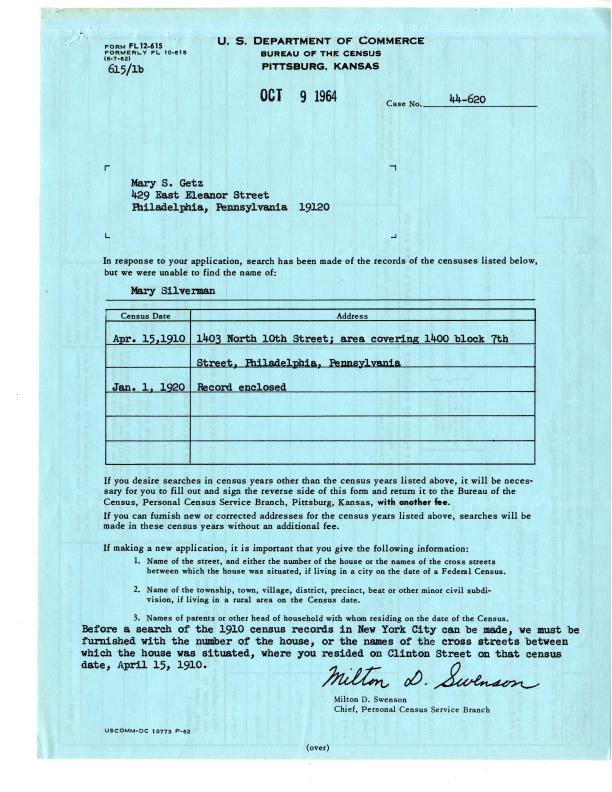 FORM FL 12-615
FORMERLY FL 10-615
(6-7-62)
615/1b
U. S. DEPARTMENT OF COMMERCE
BUREAU OF THE CENSUS
PITTSBURG, KANSAS
OCT 9 1964
Case No. 44-620
Mary S. Getz
429 East Eleanor Street
Philadelphia, Pennsylvania 19120
In response to your application, search has been made of the records of the censuses listed below,
but we were unable to find the name of:
Mary Silverman
Census Date Address
Apr. 15,1910 1403 North 10th Street; area covering 1400 block 7th
Street, Philadelphia, Pennsylvania
Jan. 1, 1920 Record enclosed
If you desire searches in census years other than the census years listed above, it will be neces-
sary for you to fill out and sign the reverse side of this form and return it to the Bureau of the
Census, Personal Census Service Branch, Pittsburg, Kansas, with another fee.
If you can furnish new or corrected addresses for the census years listed above, searches will be
made in these census years without an additional fee.
If making a new application, it is important that you give the following information:
1. Name of the street, and either the number of the house or the names of the cross streets
between which the house was situated, if living in a city on the date of a Federal Census.
2. Name of the township, town, village, district, precinct, beat or other minor civil subdi-
vision, if living in a rural area on the Census date.
3. Names of parents or other head of household with whom residing on the date of the Census.
Before a search of the 1910 census records in New York City can be made, we must be
furnished with the number of the house, or the names of the cross streets between
which the house was situated, where you resided on Clinton Street on that census
date, April 15, 1910.
Milton D. Swenson
Milton D. Swenson
Chief, Personal Census Service Branch
USCOMM-DC 10773 P-62
(over)